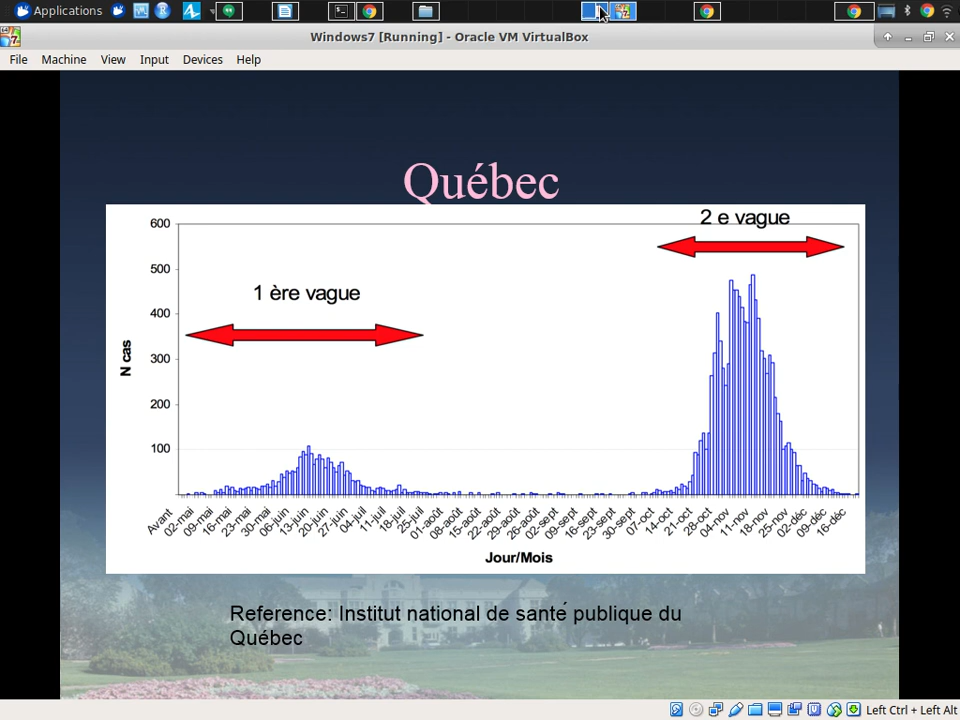 Applications
Windows7 [Running] - Oracle VM VirtualBox
File Machine View Input Devices Help
Québec
2 e vague
1 ère vague
600
500
400
300
200
100
N cas
Avant 02-mai 09-mai 16-mai 23-mai 30-mai 06-juin 13-juin 20-juin 27-juin 04-juil 11-juil 18-juil 25-juil 01-août 08-août 15-août 22-août 29-août 26-août 02-sept 09-sept 16-sept 23-sept 30-sept 07-oct 14-oct 21-oct 28-oct 04-nov 11-nov 18-nov 25-nov 02-déc 09-déc 16-déc
Jour/Mois
Reference: Institut national de santé publique du
Québec
Left Ctrl + Left Alt